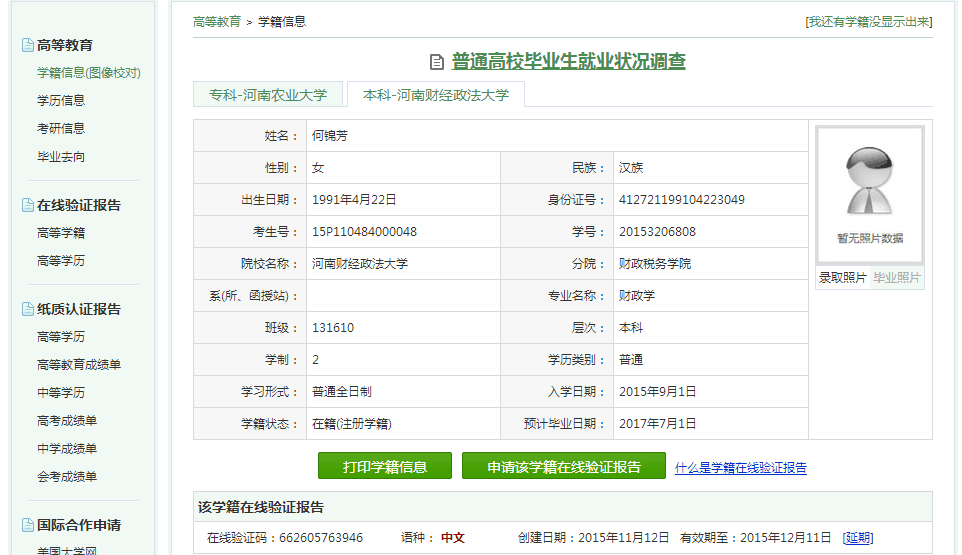 高等教育
学籍信息(图像校对)
学历信息
考研信息
毕业去向
在线验证报告
高等学籍
高等学历
纸质认证报告
高等学历
高等教育成绩单
中等学历
高考成绩单
中学成绩单
会考成绩单
国际合作申请
美国大学网
高等教育 > 学籍信息 [我还有学籍没显示出来]
普通高校毕业生就业状况调查
专科-河南农业大学 本科-河南财经政法大学
姓名: 何锦芳
性别: 女 民族: 汉族
出生日期: 1991年4月22日 身份证号: 412721199104223049
考生号: 15P110484000048 学号: 20153206808
院校名称: 河南财经政法大学 分院: 财政税务学院
系(所、函授站): 专业名称: 财政学
班级: 131610 层次: 本科
学制: 2 学历类别: 普通
学习形式: 普通全日制 入学日期: 2015年9月1日
学籍状态: 在籍(注册学籍) 预计毕业日期: 2017年7月1日
暂无照片数据
录取照片 毕业照片
打印学籍信息 申请该学籍在线验证报告 什么是学籍在线验证报告
该学籍在线验证报告
在线验证码:662605763946 语种: 中文 创建日期:2015年11月12日 有效期至:2015年12月11日 [延期]